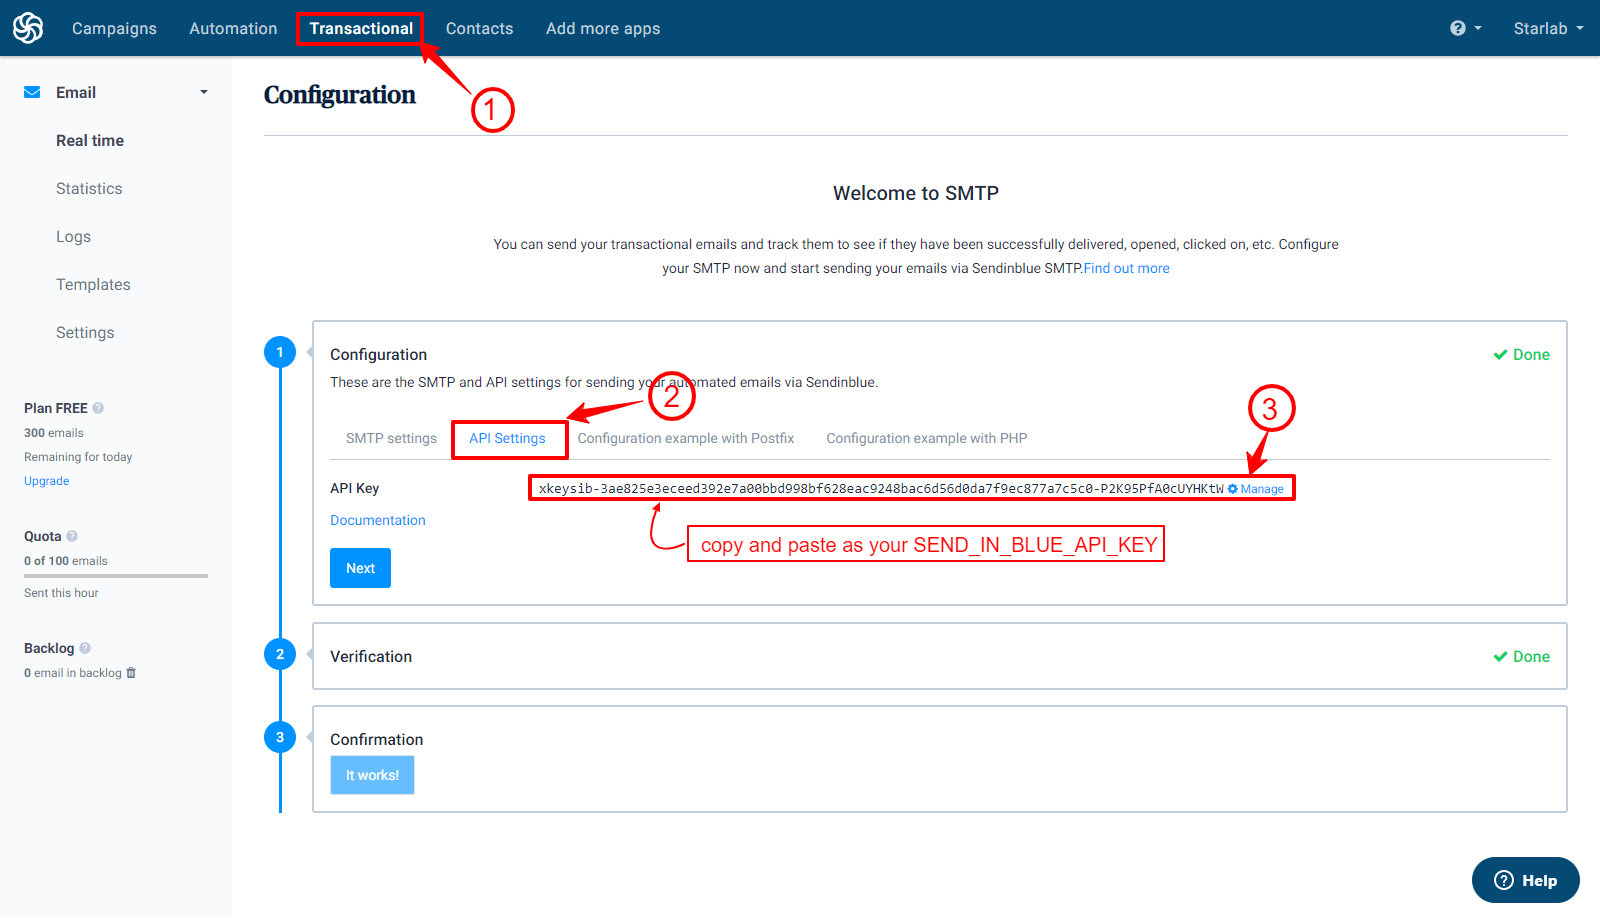 Campaigns
Automation
Transactional
Contacts
Add more apps
Starlab
1
Email
Real time
Statistics
Logs
Templates
Settings
Plan FREE
300 emails
Remaining for today
Upgrade
Quota
0 of 100 emails
Sent this hour
Backlog
0 email in backlog
Configuration
Welcome to SMTP
You can send your transactional emails and track them to see if they have been successfully delivered, opened, clicked on, etc. Configure
your SMTP now and start sending your emails via Sendinblue SMTP.Find out more
1
Configuration
Done
These are the SMTP and API settings for sending your automated emails via Sendinblue.
2
3
SMTP settings
API Settings
Configuration example with Postfix
Configuration example with PHP
API Key
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 Manage
Documentation
copy and paste as your SEND_IN_BLUE_API_KEY
Next
2
Verification
Done
3
Confirmation
It works!
Help